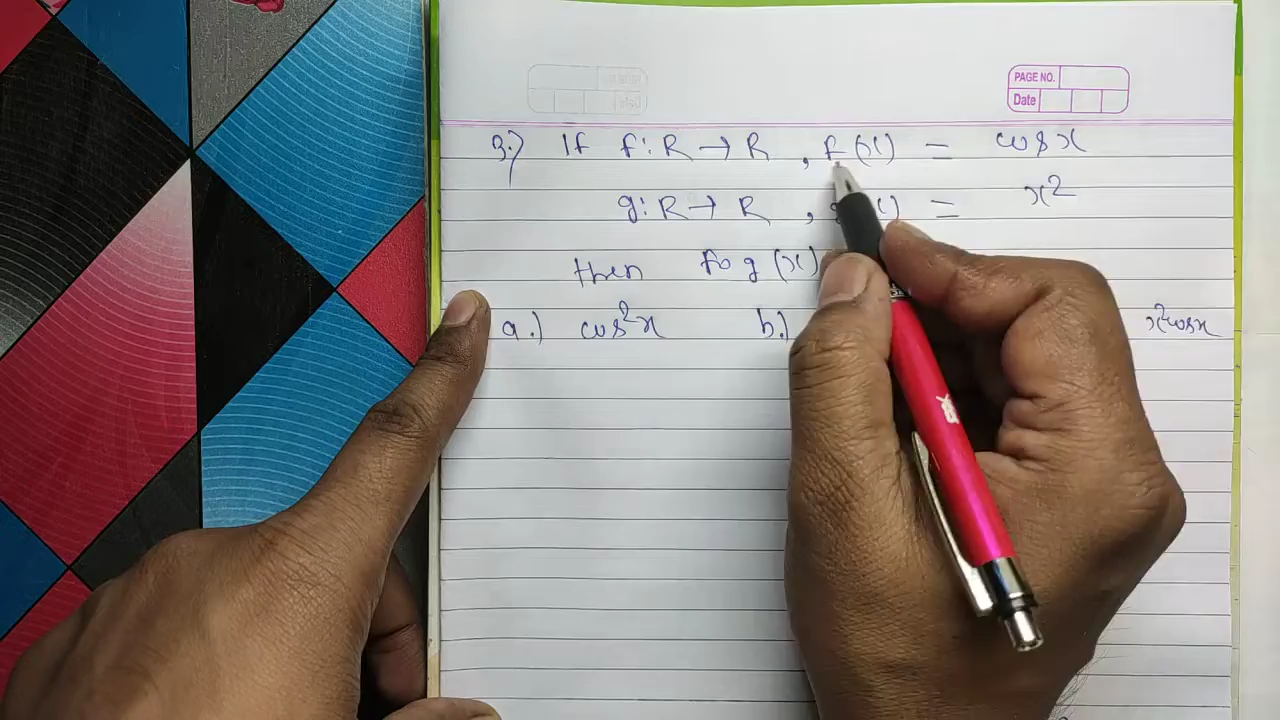 PAGE NO.
Date
3.) If f: R → R , f(x) = cos x
g: R → R , (x) = x²
then fog (x)
a.) cos²x b.) x²cosx